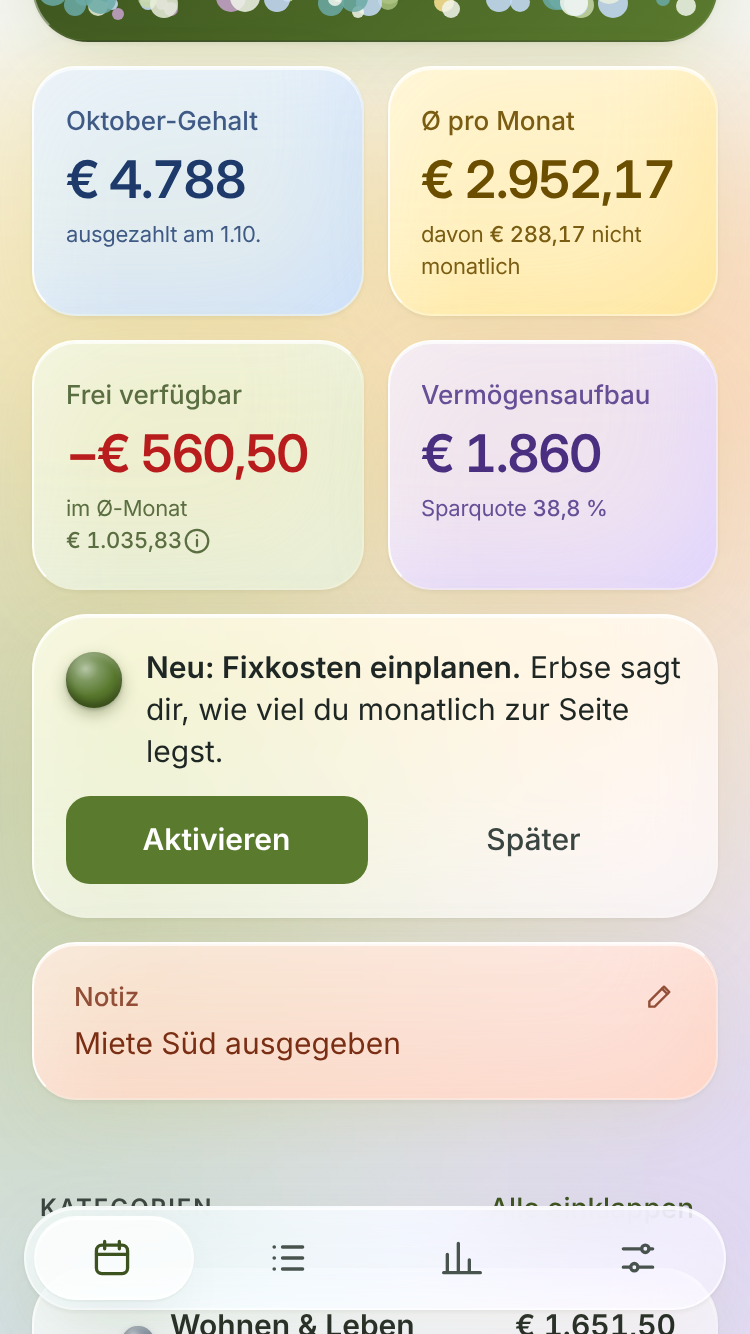 Oktober-Gehalt
€ 4.788
ausgezahlt am 1.10.
Ø pro Monat
€ 2.952,17
davon € 288,17 nicht
monatlich
Frei verfügbar
–€ 560,50
im Ø-Monat
€ 1.035,83
Vermögensaufbau
€ 1.860
Sparquote 38,8 %
Neu: Fixkosten einplanen. Erbse sagt
dir, wie viel du monatlich zur Seite
legst.
Aktivieren
Später
Notiz
Miete Süd ausgegeben
KATEGORIEN
Alle einklappen
Wohnen & Leben
€ 1.651,50